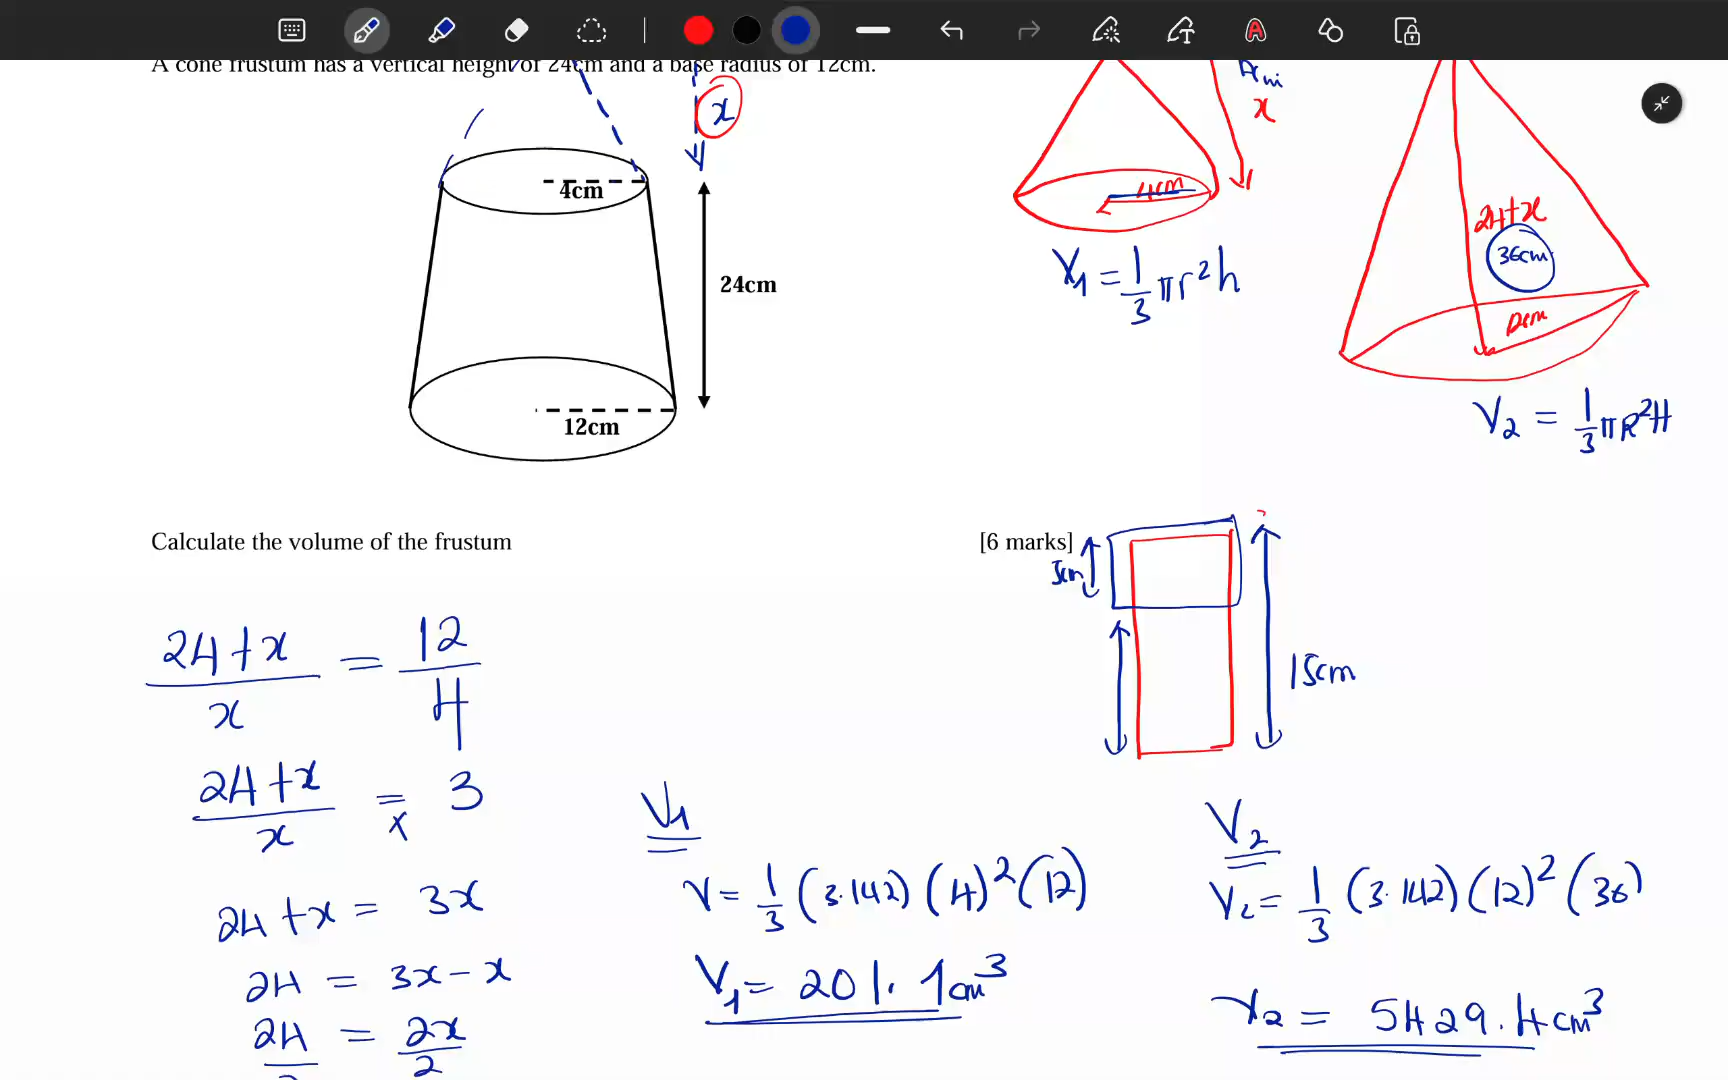 A cone frustum has a vertical height of 24cm and a base radius of 12cm.
x
4cm
24cm
12cm
x
4cm
V1 = 1/3 πr²h
24+x
36cm
12cm
V2 = 1/3 πR²H
Calculate the volume of the frustum [6 marks]
5cm
15cm
24+x / x = 12 / 4
24+x / x = 3
x
24+x = 3x
24 = 3x - x
24 = 2x / 2
V1
V = 1/3 (3.142) (4)² (12)
V1 = 201.1cm³
V2
V2 = 1/3 (3.142) (12)² (36)
V2 = 5429.4cm³